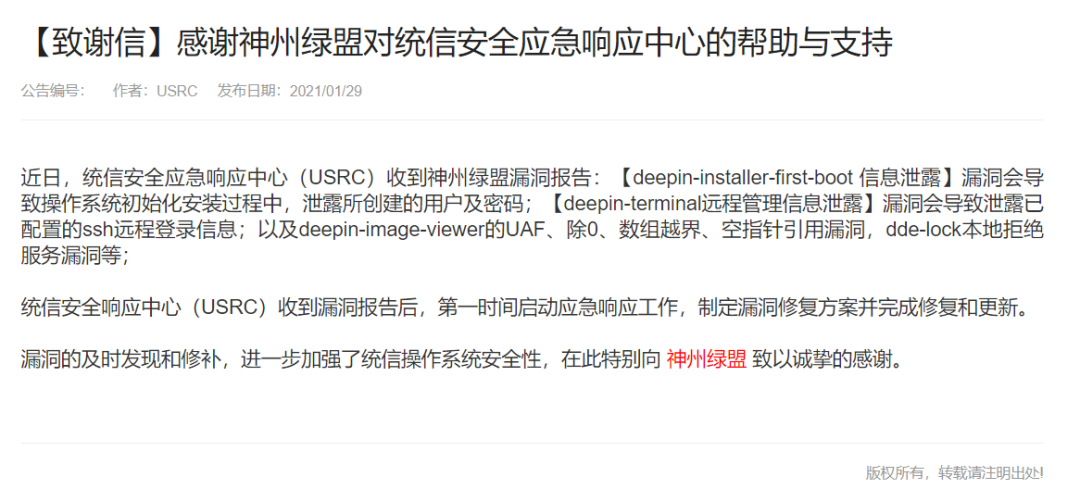 【致谢信】感谢神州绿盟对统信安全应急响应中心的帮助与支持
公告编号： 作者：USRC 发布日期：2021/01/29
近日，统信安全应急响应中心（USRC）收到神州绿盟漏洞报告：【deepin-installer-first-boot 信息泄露】漏洞会导
致操作系统初始化安装过程中，泄露所创建的用户及密码；【deepin-terminal远程管理信息泄露】漏洞会导致泄露已
配置的ssh远程登录信息；以及deepin-image-viewer的UAF、除0、数组越界、空指针引用漏洞，dde-lock本地拒绝
服务漏洞等；
统信安全响应中心（USRC）收到漏洞报告后，第一时间启动应急响应工作，制定漏洞修复方案并完成修复和更新。
漏洞的及时发现和修补，进一步加强了统信操作系统安全性，在此特别向 神州绿盟 致以诚挚的感谢。
版权所有，转载请注明出处!